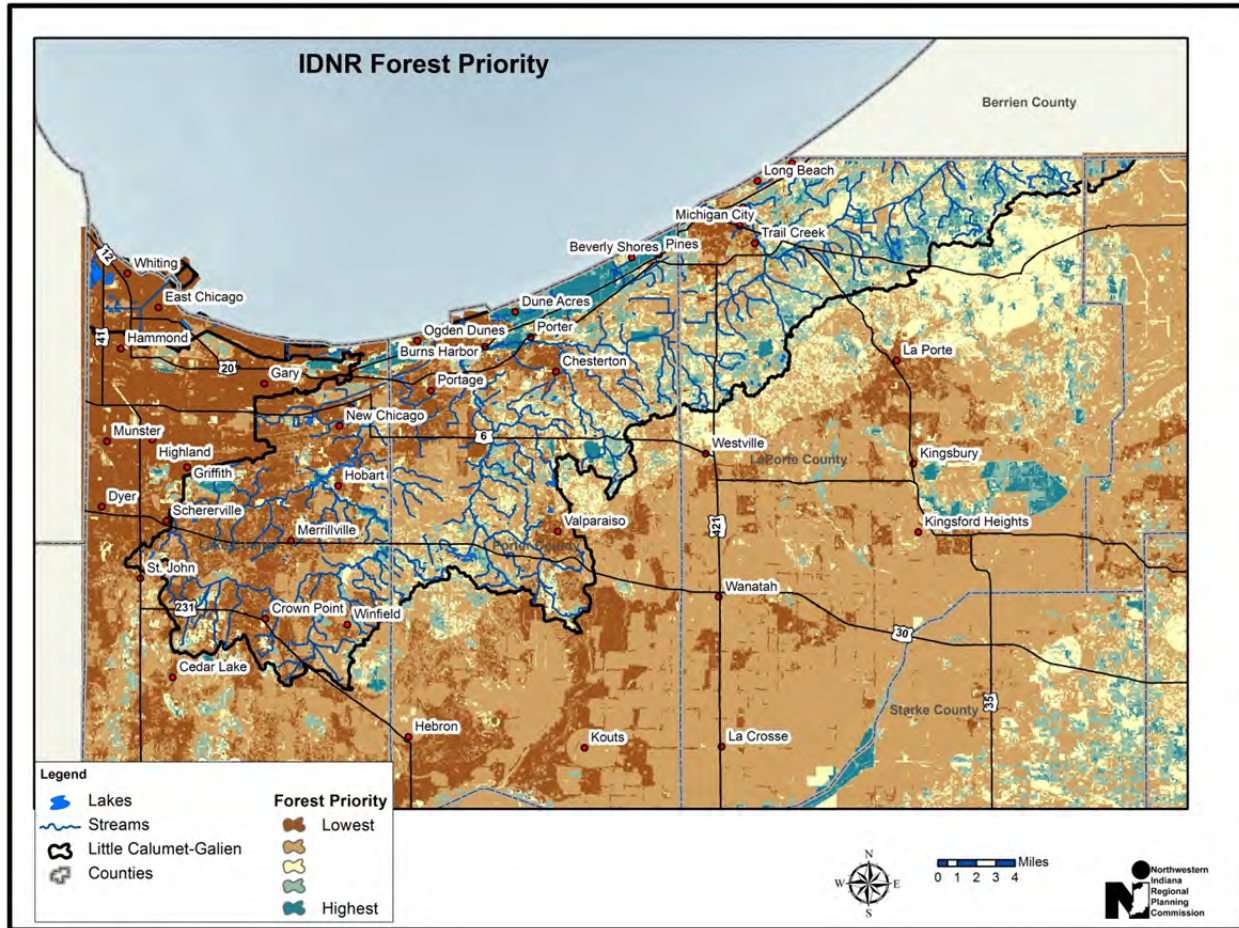 IDNR Forest Priority
Berrien County
Long Beach
Michigan City
Trail Creek
Beverly Shores
Pines
12
Whiting
East Chicago
Dune Acres
Ogden Dunes
Porter
41
Hammond
Burns Harbor
20
Chesterton
La Porte
Gary
Portage
New Chicago
6
Munster
Highland
Westville
LaPorte County
Kingsbury
Griffith
Hobart
Dyer
Schererville
Valparaiso
421
Kingsford Heights
Merrillville
St. John
Wanatah
231
Crown Point
Winfield
30
Cedar Lake
35
Starke County
Hebron
Kouts
La Crosse
Legend
Lakes
Streams
Little Calumet-Galien
Counties
Forest Priority
Lowest
Highest
N
W
E
S
Miles
0 1 2 3 4
Northwestern
Indiana
Regional
Planning
Commission